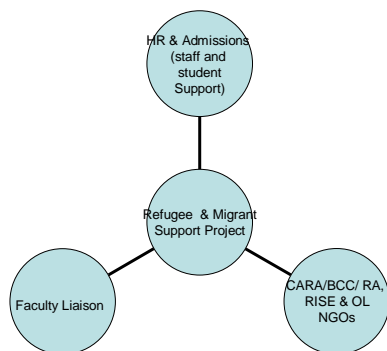 HR & Admissions
(staff and
student
Support)
Refugee & Migrant
Support Project
Faculty Liaison
CARA/BCC/ RA,
RISE & OL
NGOs